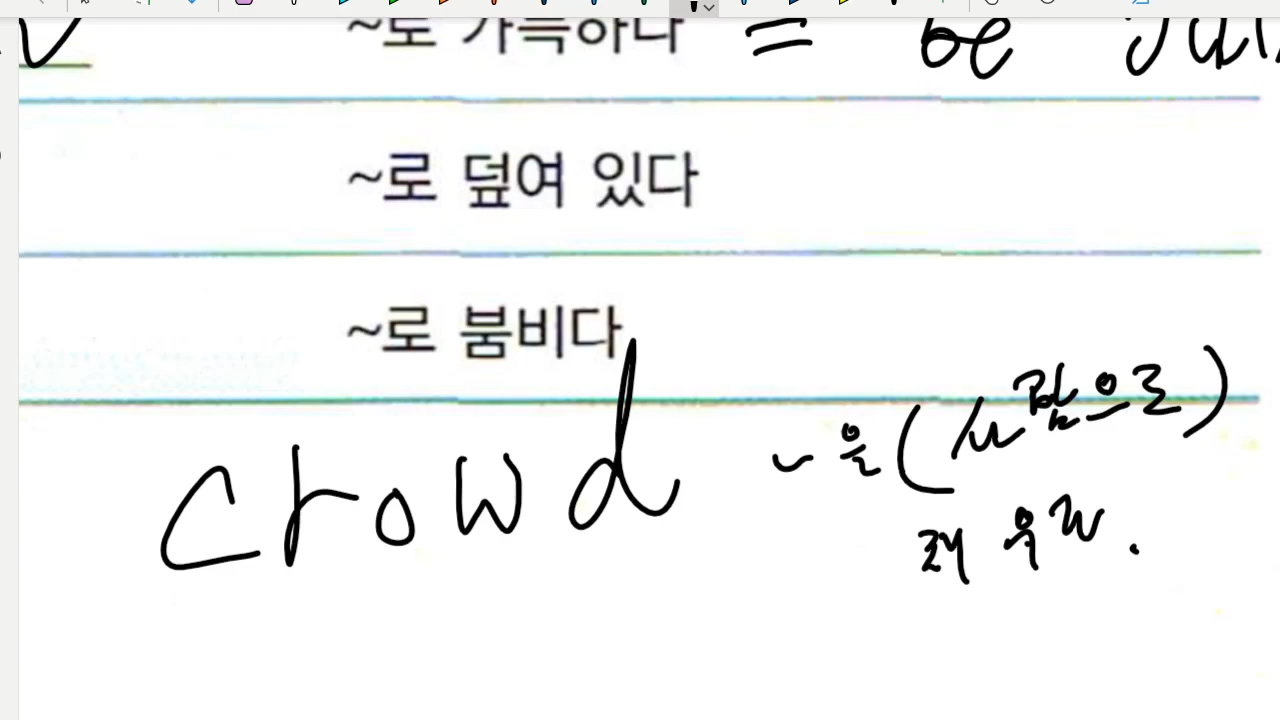 ~로 가득하다 = be
~로 덮여 있다
~로 붐비다
crowd ~을 (사람으로)
채우다.